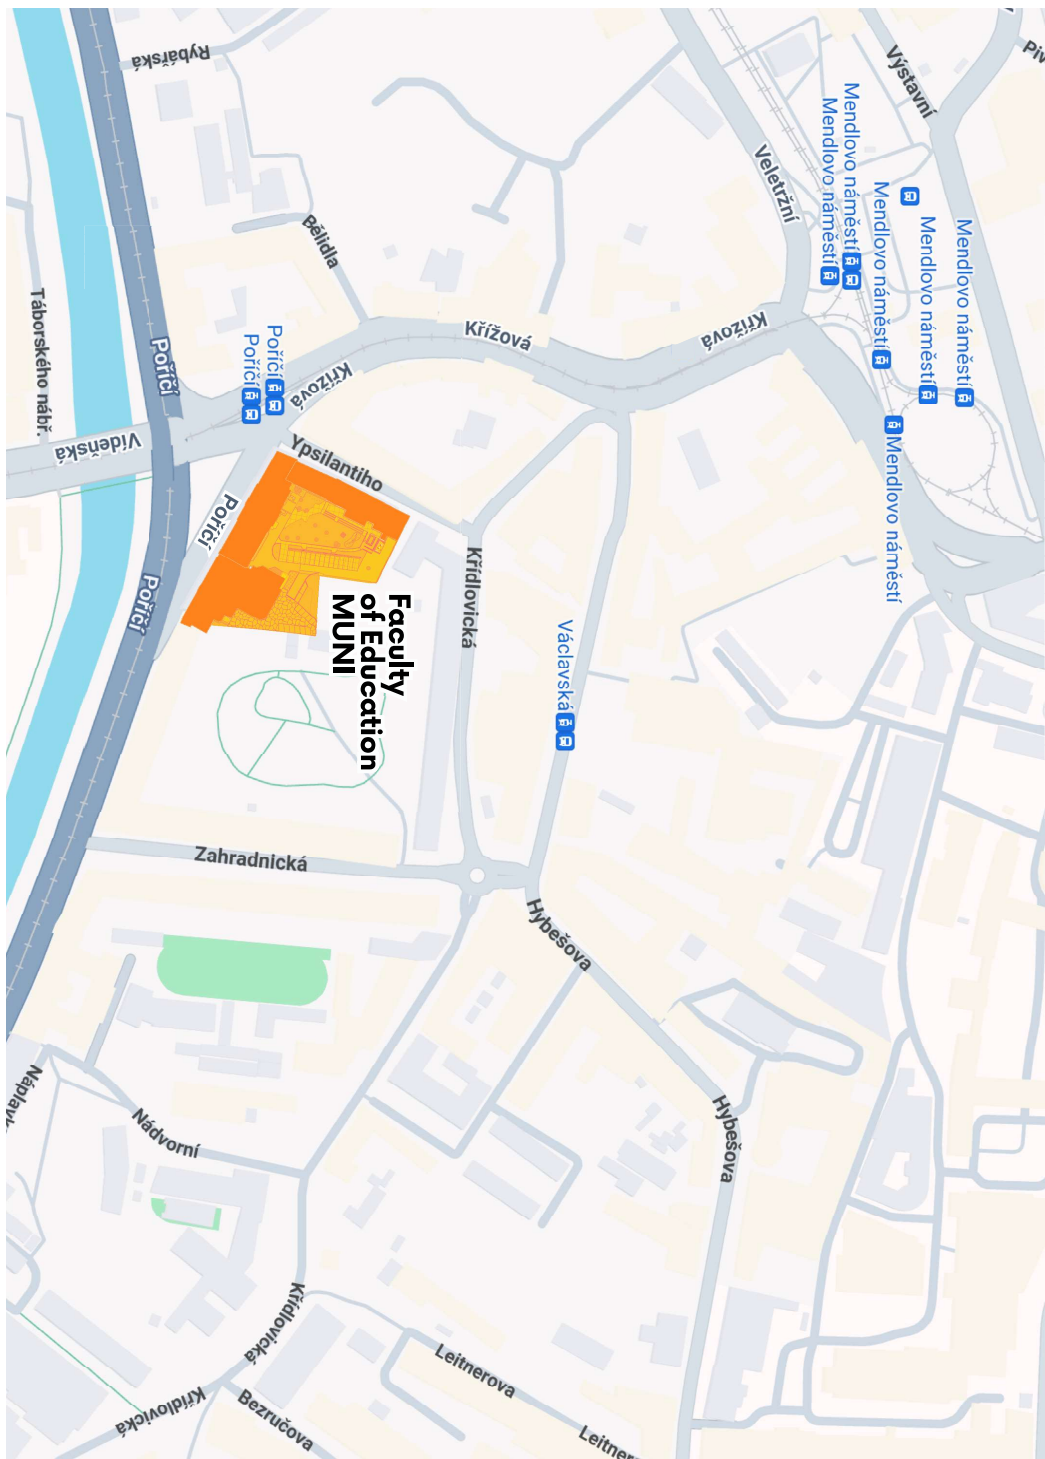 Rybářská
Výstavní
Mendlovo náměstí
Mendlovo náměstí
Veletržní
Mendlovo náměstí
Mendlovo náměstí
Mendlovo náměstí
Mendlovo náměstí
Bělidla
Křížová
Křížová
Křížová
Táborského nábř.
Poříčí
Poříčí
Poříčí
Vídeňská
Ypsilantiho
Poříčí
Poříčí
Křídlovická
Faculty
of Education
MUNI
Václavská
Zahradnická
Hybešova
Hybešova
Nádvorní
Křídlovická
Křídlovická
Leitnerova
Bezručova